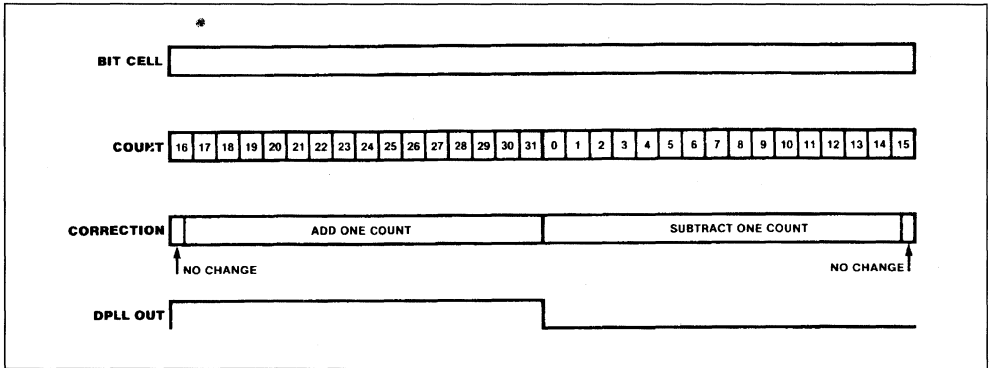 BIT CELL
COUNT 16 17 18 19 20 21 22 23 24 25 26 27 28 29 30 31 0 1 2 3 4 5 6 7 8 9 10 11 12 13 14 15
CORRECTION ADD ONE COUNT SUBTRACT ONE COUNT
NO CHANGE NO CHANGE
DPLL OUT